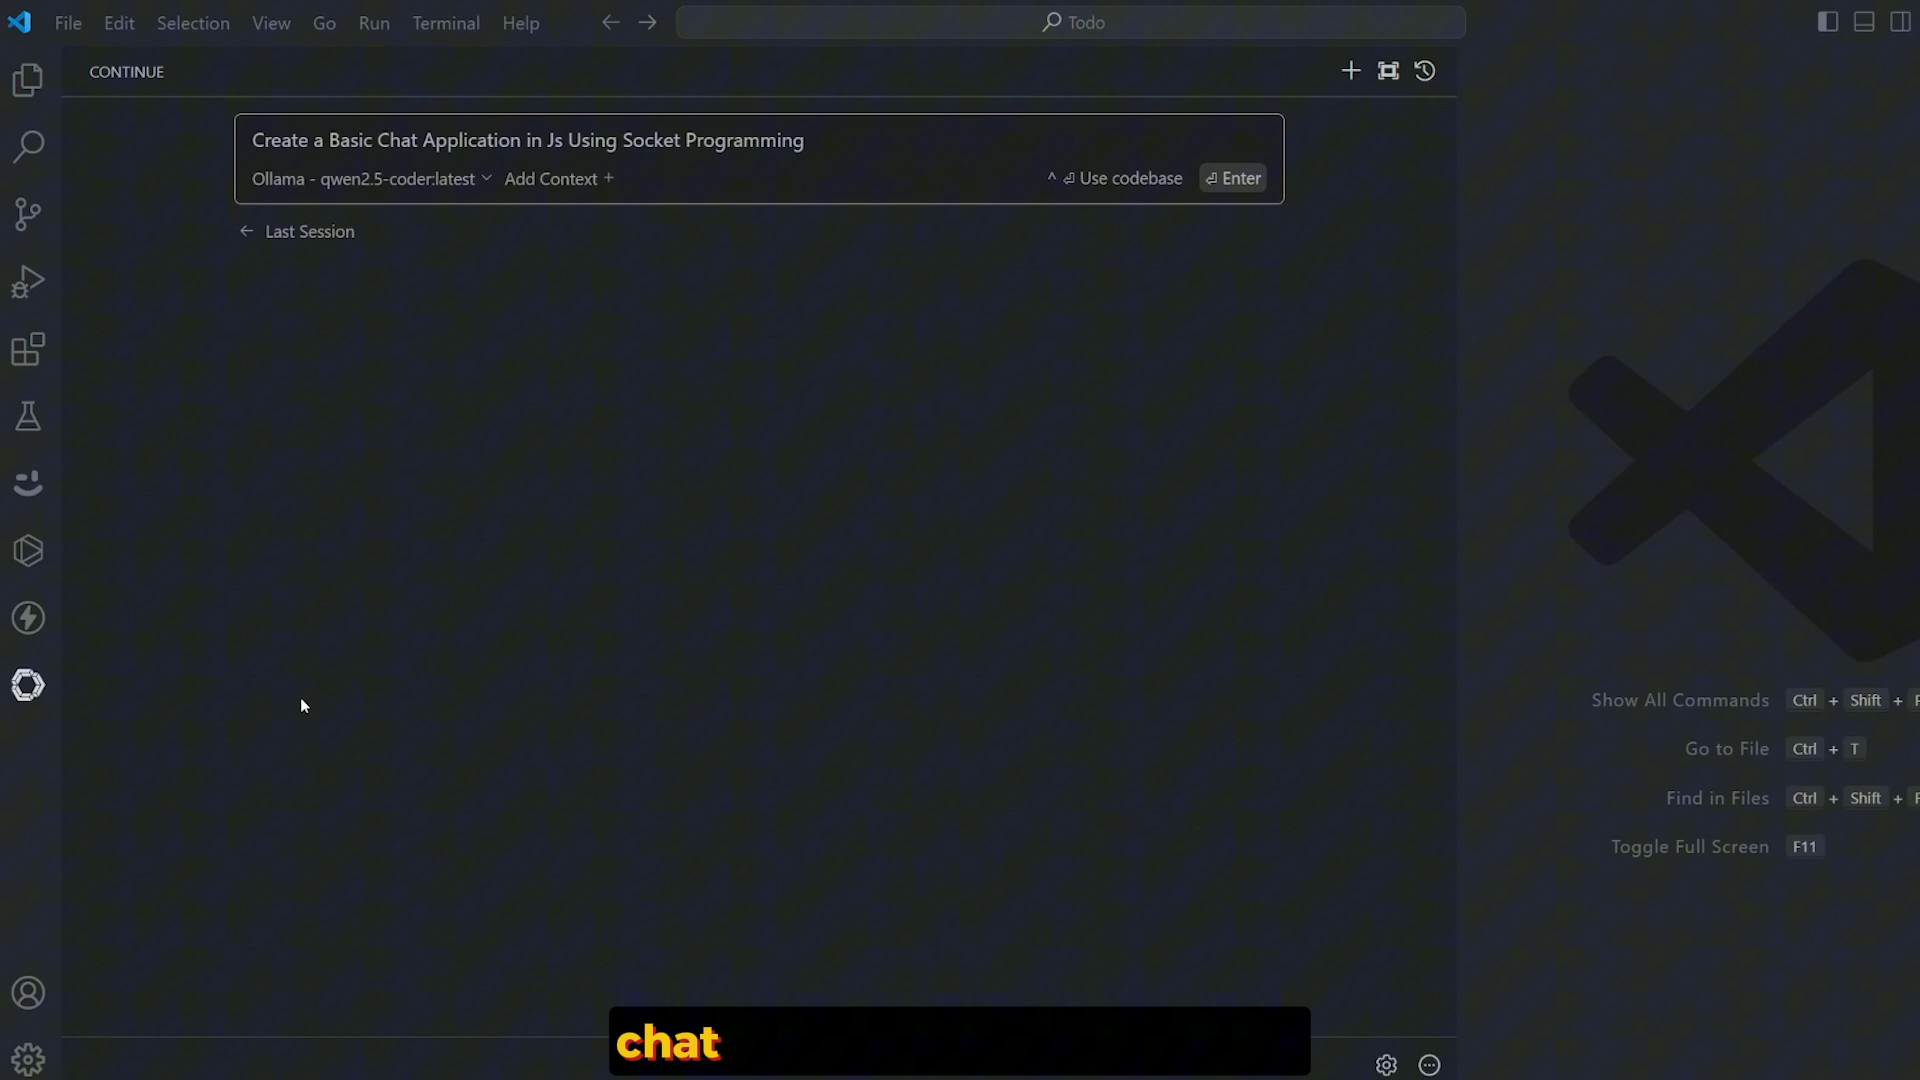 File Edit Selection View Go Run Terminal Help
Todo
CONTINUE
Create a Basic Chat Application in Js Using Socket Programming
Ollama - qwen2.5-coder:latest Add Context +
^ ⏎ Use codebase ⏎ Enter
← Last Session
Show All Commands Ctrl + Shift +
Go to File Ctrl + T
Find in Files Ctrl + Shift +
Toggle Full Screen F11
chat